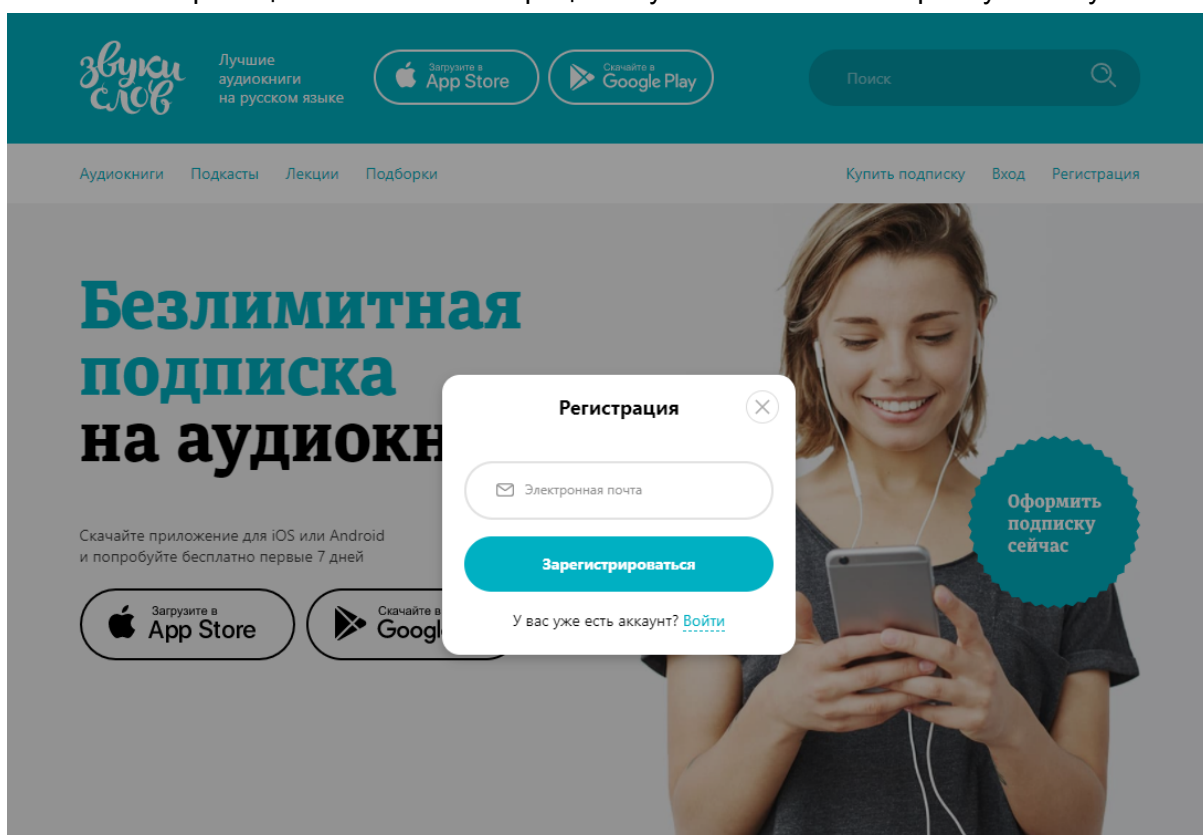 звуки
слов
Лучшие
аудиокниги
на русском языке
Загрузите в
App Store
Скачайте в
Google Play
Поиск
Аудиокниги Подкасты Лекции Подборки
Купить подписку Вход Регистрация
Безлимитная
подписка
на аудиокн
Скачайте приложение для iOS или Android
и попробуйте бесплатно первые 7 дней
Загрузите в
App Store
Скачайте в
Googl
Регистрация
Электронная почта
Зарегистрироваться
У вас уже есть аккаунт? Войти
Оформить
подписку
сейчас